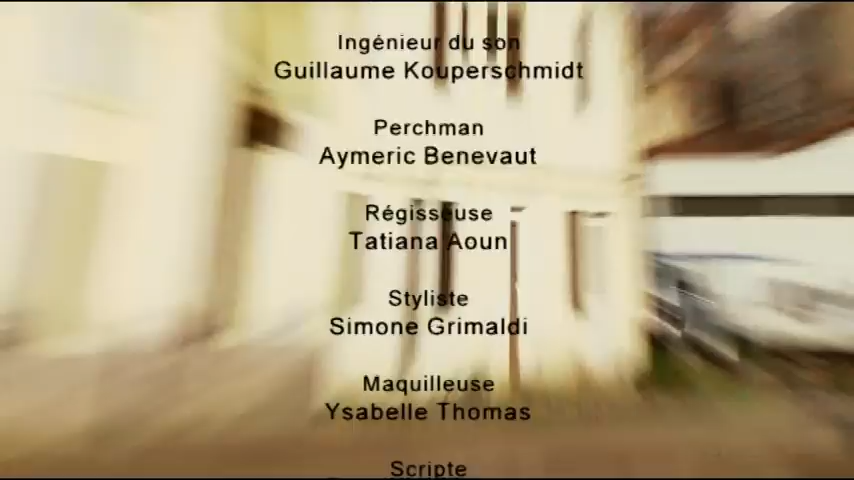 Ingénieur du son
Guillaume Kouperschmidt
Perchman
Aymeric Benevaut
Régisseuse
Tatiana Aoun
Styliste
Simone Grimaldi
Maquilleuse
Ysabelle Thomas
Scripte